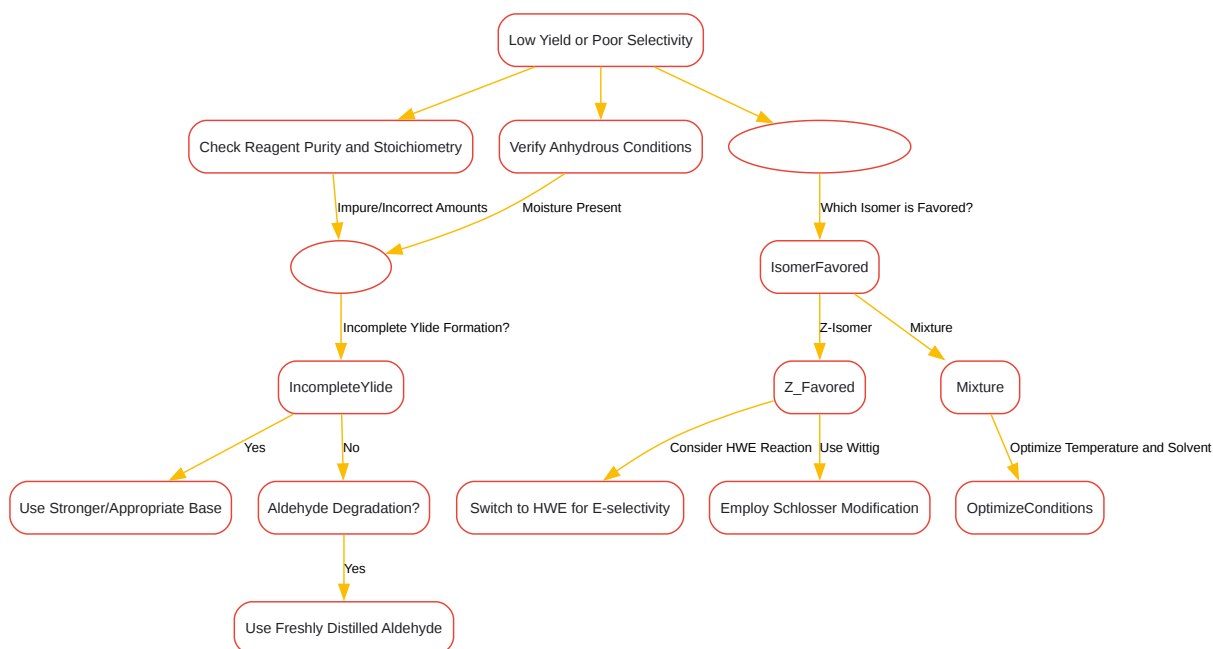 Low Yield or Poor Selectivity
Check Reagent Purity and Stoichiometry
Verify Anhydrous Conditions
Impure/Incorrect Amounts
Moisture Present
Which Isomer is Favored?
IsomerFavored
Incomplete Ylide Formation?
Z-Isomer
Mixture
IncompleteYlide
Z_Favored
Mixture
Yes
No
Consider HWE Reaction
Use Wittig
Optimize Temperature and Solvent
Use Stronger/Appropriate Base
Aldehyde Degradation?
Switch to HWE for E-selectivity
Employ Schlosser Modification
OptimizeConditions
Yes
Use Freshly Distilled Aldehyde